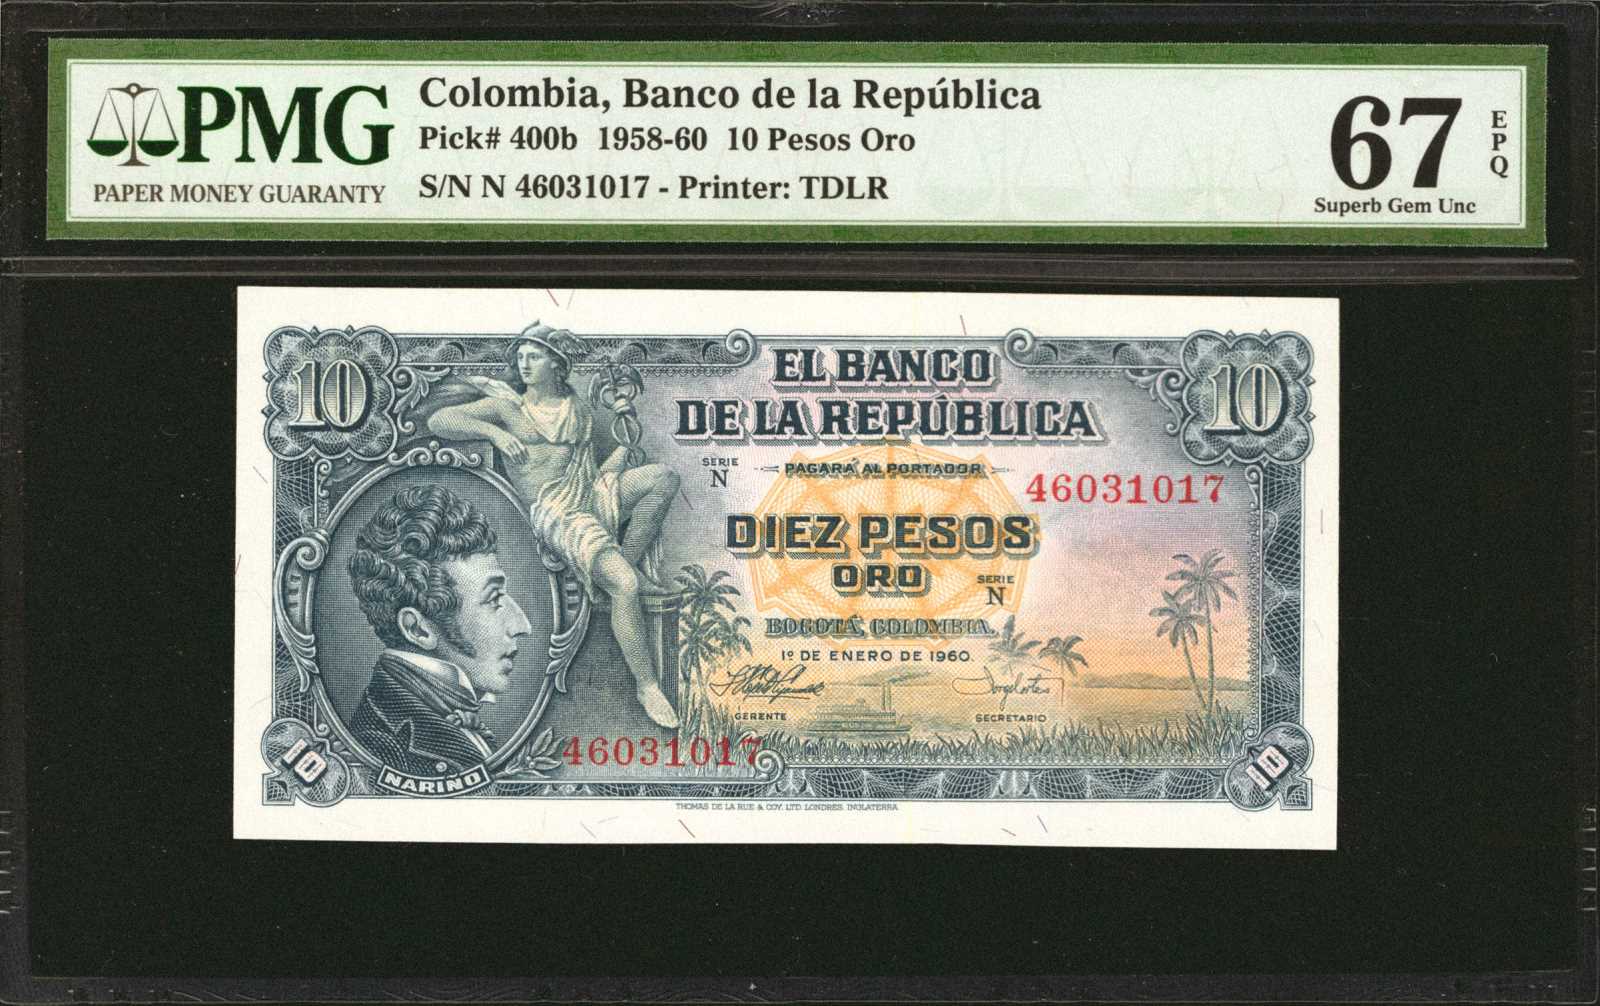 PMG
PAPER MONEY GUARANTY
Colombia, Banco de la República
Pick# 400b 1958-60 10 Pesos Oro
S/N N 46031017 - Printer: TDLR
67
EPQ
Superb Gem Unc
10
EL BANCO
DE LA REPÚBLICA
10
SERIE
N
PAGARÁ AL PORTADOR
46031017
DIEZ PESOS
ORO
SERIE
N
BOGOTÁ, COLOMBIA.
1º DE ENERO DE 1960.
GERENTE
SECRETARIO
46031017
10
NARIÑO
10
THOMAS DE LA RUE & COY. LTD. LONDRES. INGLATERRA